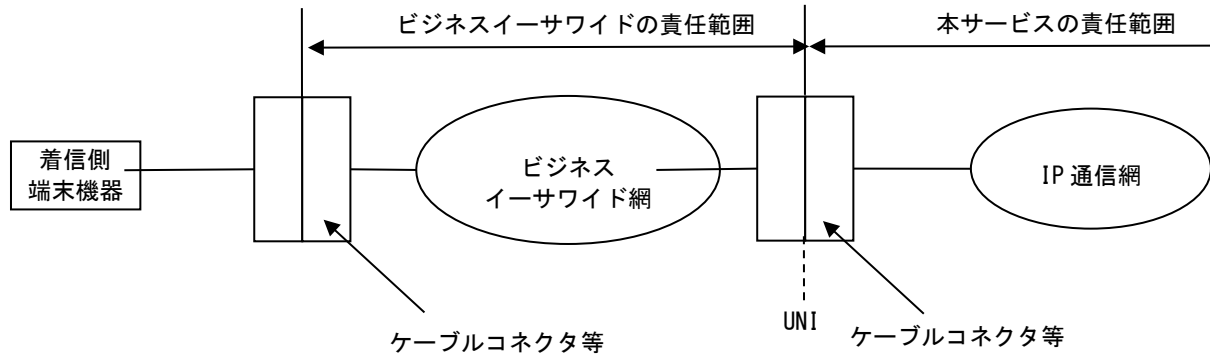 ビジネスイーサワイドの責任範囲
本サービスの責任範囲
着信側
端末機器
ビジネス
イーサワイド網
IP 通信網
UNI
ケーブルコネクタ等
ケーブルコネクタ等